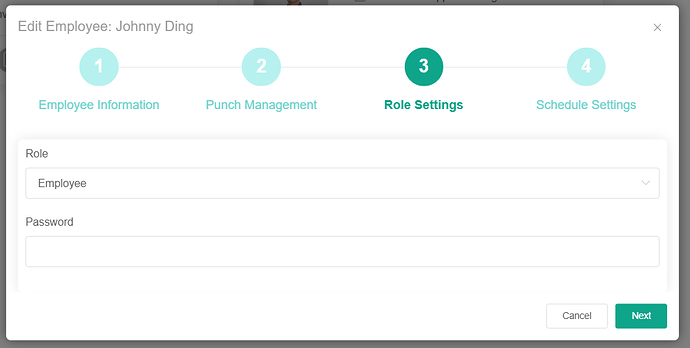 Edit Employee: Johnny Ding
1
2
3
4
Employee Information
Punch Management
Role Settings
Schedule Settings
Role
Employee
Password
Cancel
Next